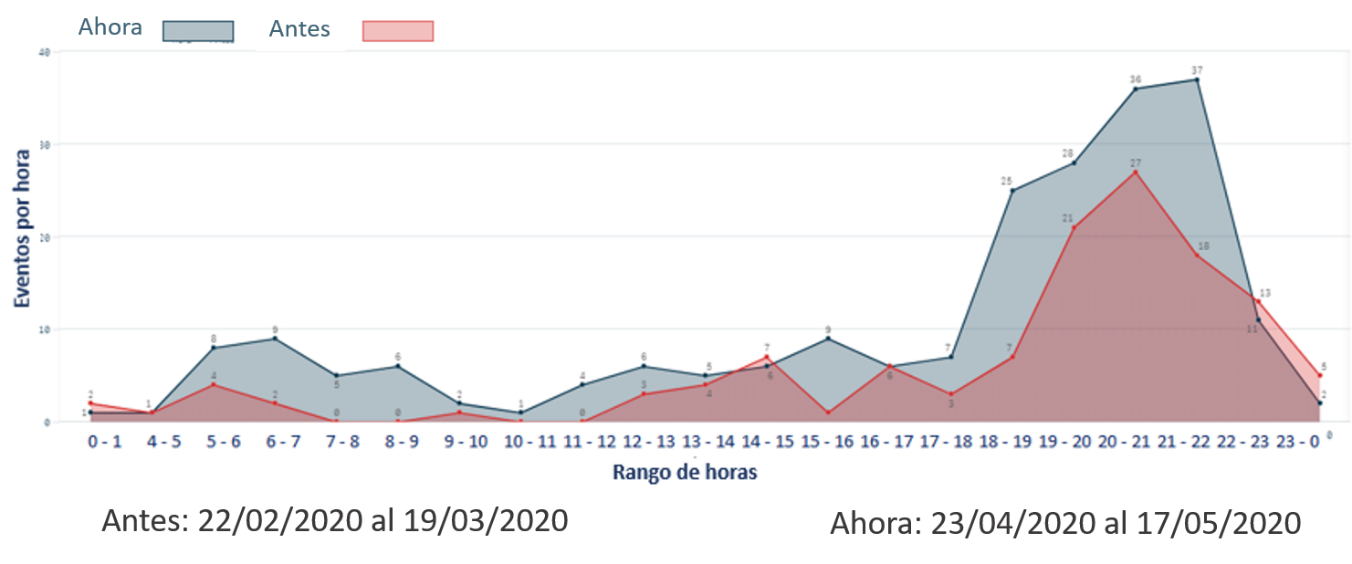 Ahora Antes
Eventos por hora
40
30
20
10
0
2 1 1 8 4 9 2 5 0 6 0 2 1 4 0 6 3 5 4 7 6 9 6 7 3 25 7 28 21 36 27 37 18 13 11 5 2
0 - 1 4 - 5 5 - 6 6 - 7 7 - 8 8 - 9 9 - 10 10 - 11 11 - 12 12 - 13 13 - 14 14 - 15 15 - 16 16 - 17 17 - 18 18 - 19 19 - 20 20 - 21 21 - 22 22 - 23 23 - 0 0
Rango de horas
Antes: 22/02/2020 al 19/03/2020 Ahora: 23/04/2020 al 17/05/2020